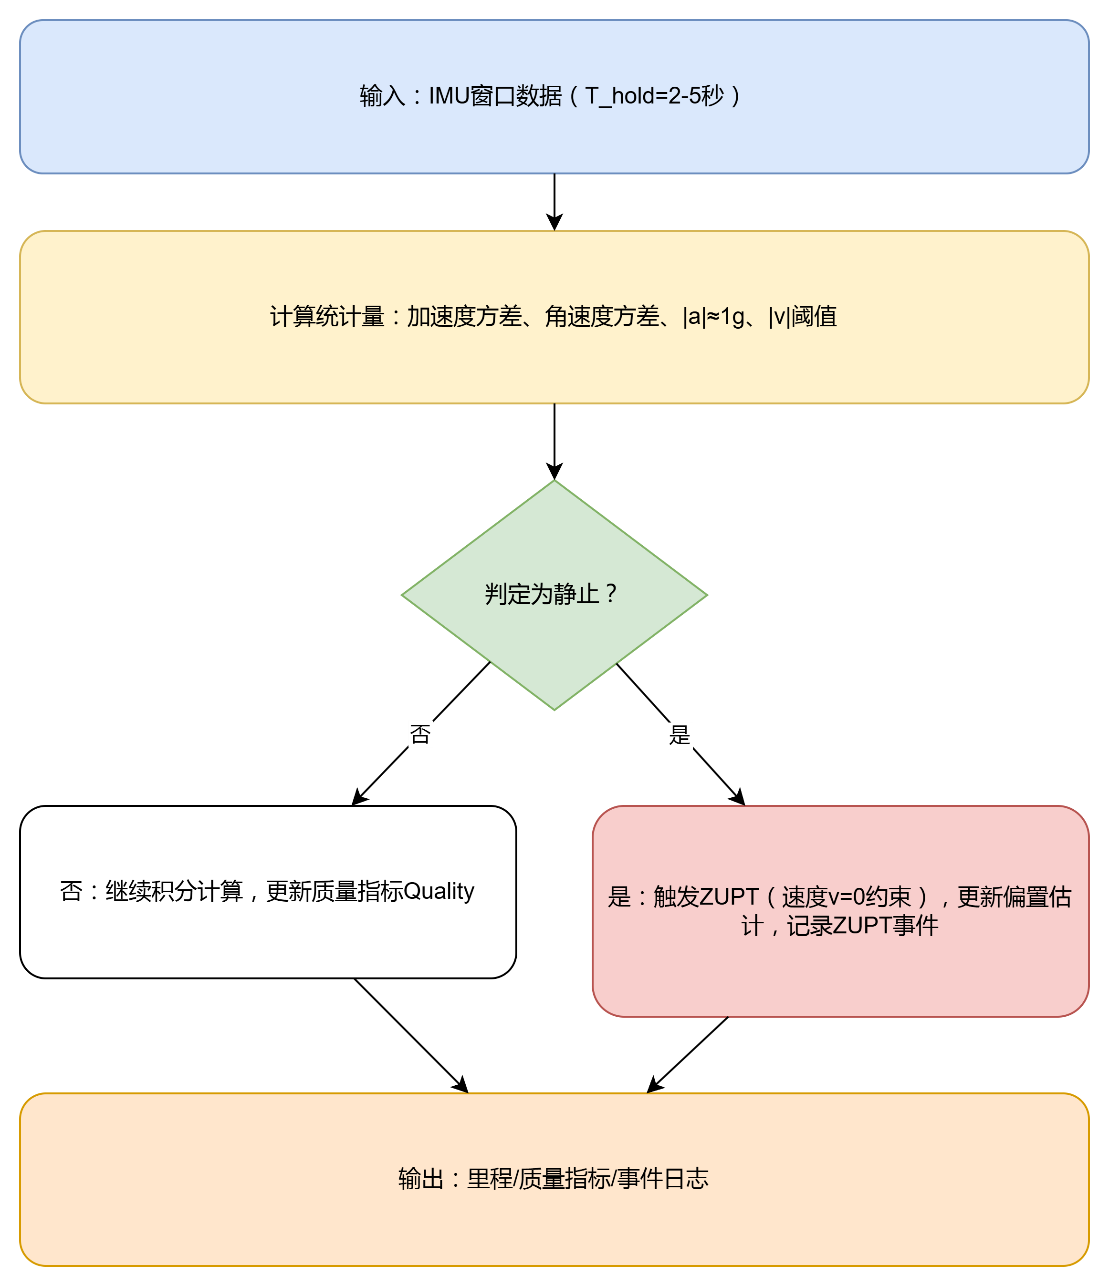 输入：IMU窗口数据（T_hold=2-5秒）
计算统计量：加速度方差、角速度方差、|a|≈1g、|v|阈值
判定为静止？
否
是
否：继续积分计算，更新质量指标Quality
是：触发ZUPT（速度v=0约束），更新偏置估
计，记录ZUPT事件
输出：里程/质量指标/事件日志